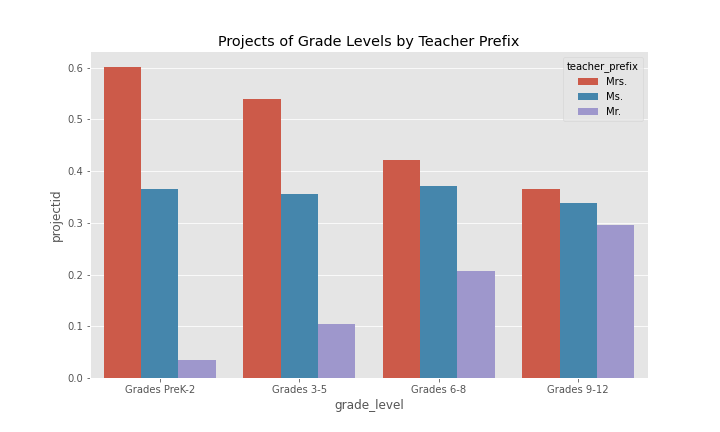 Projects of Grade Levels by Teacher Prefix
teacher_prefix
Mrs.
Ms.
Mr.
projectid
0.6
0.5
0.4
0.3
0.2
0.1
0.0
Grades PreK-2
Grades 3-5
Grades 6-8
Grades 9-12
grade_level